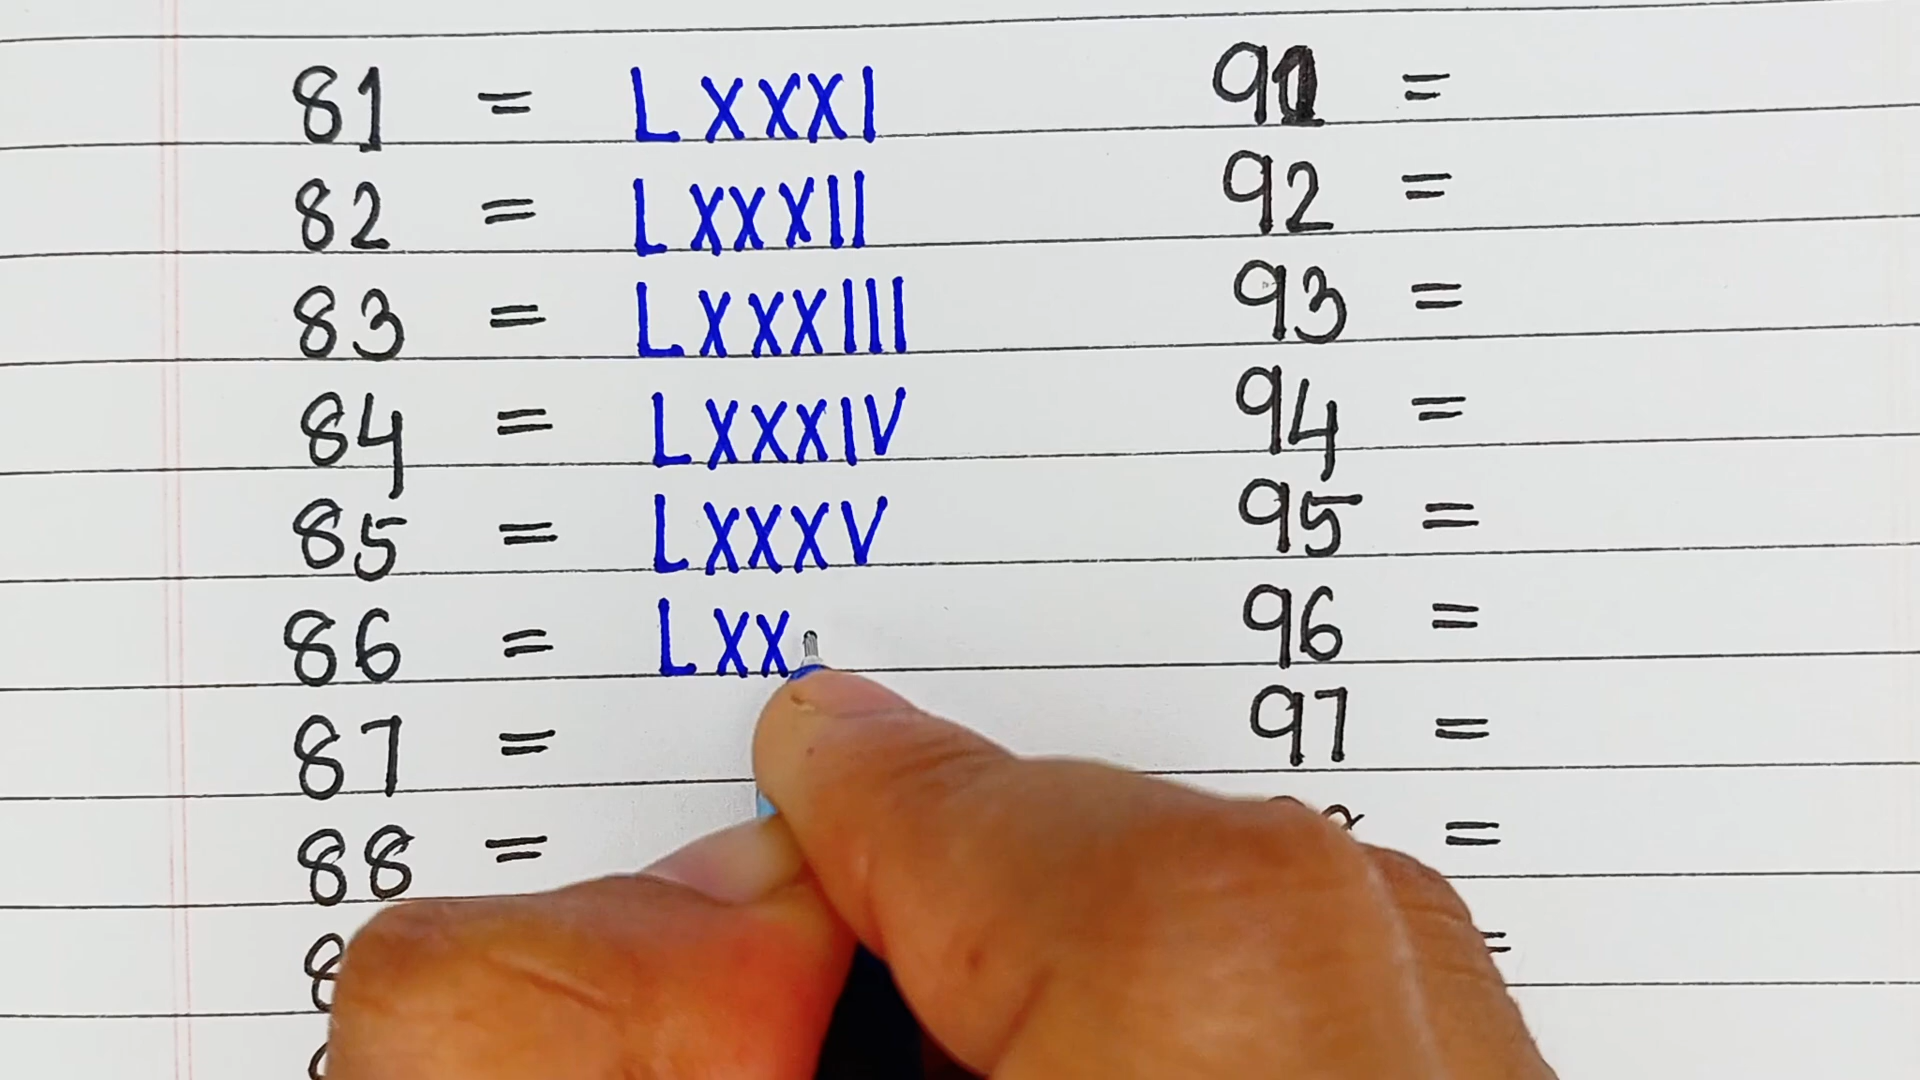 81 = LXXXI
82 = LXXXII
83 = LXXXIII
84 = LXXXIV
85 = LXXXV
86 = LXX
87 =
88 =
8
91 =
92 =
93 =
94 =
95 =
96 =
97 =
=
=